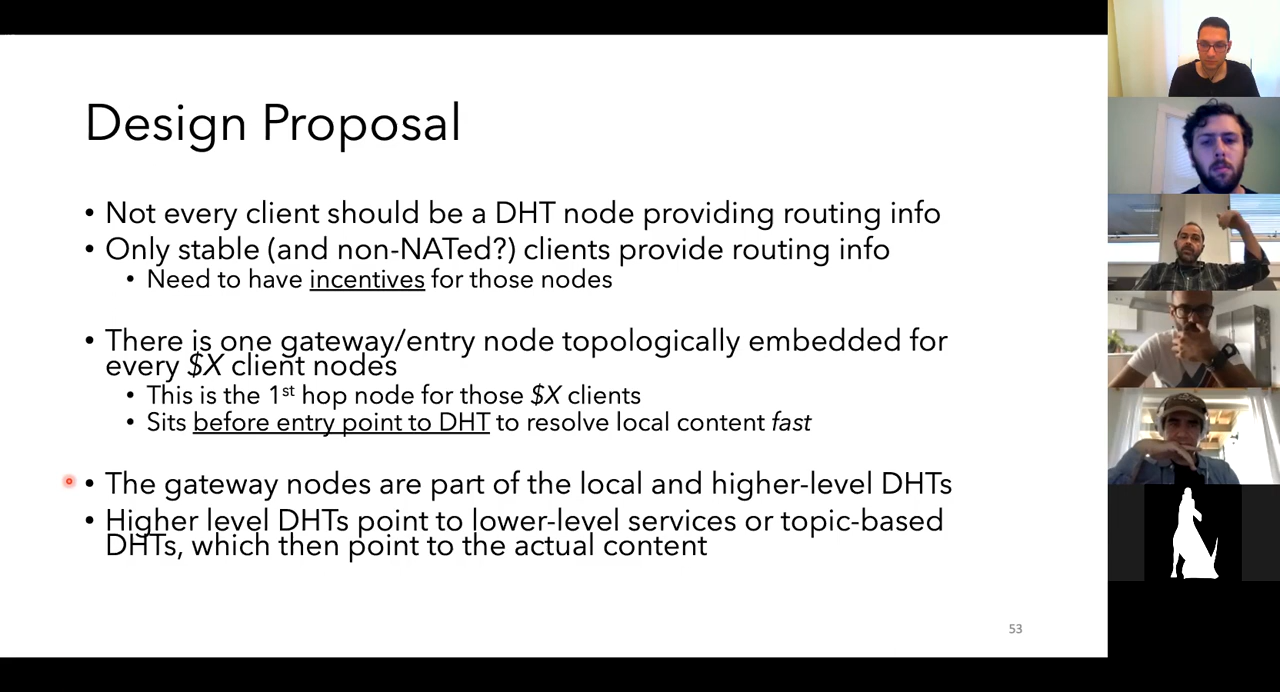 Design Proposal
• Not every client should be a DHT node providing routing info
• Only stable (and non-NATed?) clients provide routing info
• Need to have incentives for those nodes
• There is one gateway/entry node topologically embedded for
every $X client nodes
• This is the 1st hop node for those $X clients
• Sits before entry point to DHT to resolve local content fast
• The gateway nodes are part of the local and higher-level DHTs
• Higher level DHTs point to lower-level services or topic-based
DHTs, which then point to the actual content
53